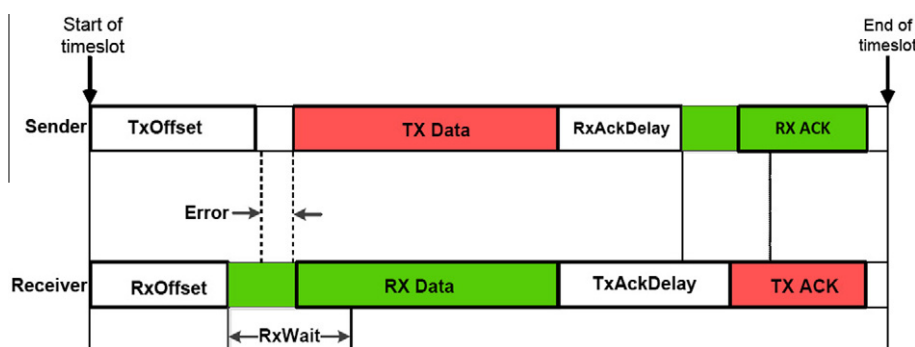 Start of
timeslot
End of
timeslot
Sender
TxOffset
TX Data
RxAckDelay
RX ACK
Error
Receiver
RxOffset
RX Data
TxAckDelay
TX ACK
RxWait